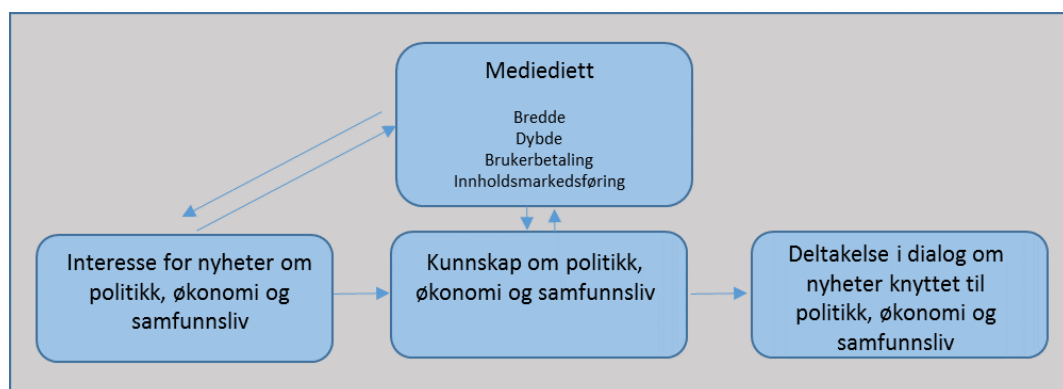 Mediediett
Bredde
Dybde
Brukerbetaling
Innholdsmarkedsføring
Interesse for nyheter om
politikk, økonomi og
samfunnsliv
Kunnskap om politikk,
økonomi og samfunnsliv
Deltakelse i dialog om
nyheter knyttet til
politikk, økonomi og
samfunnsliv